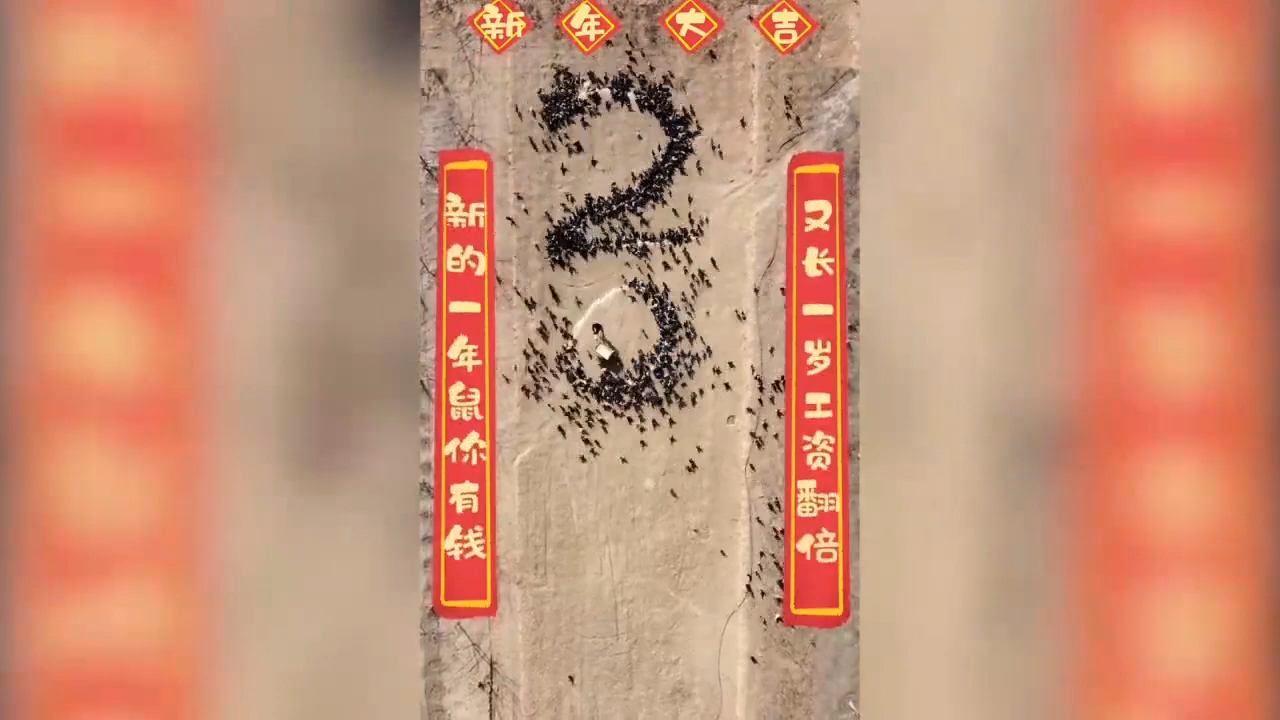 新年大吉
新的一年鼠你有钱
又长一岁工资翻倍